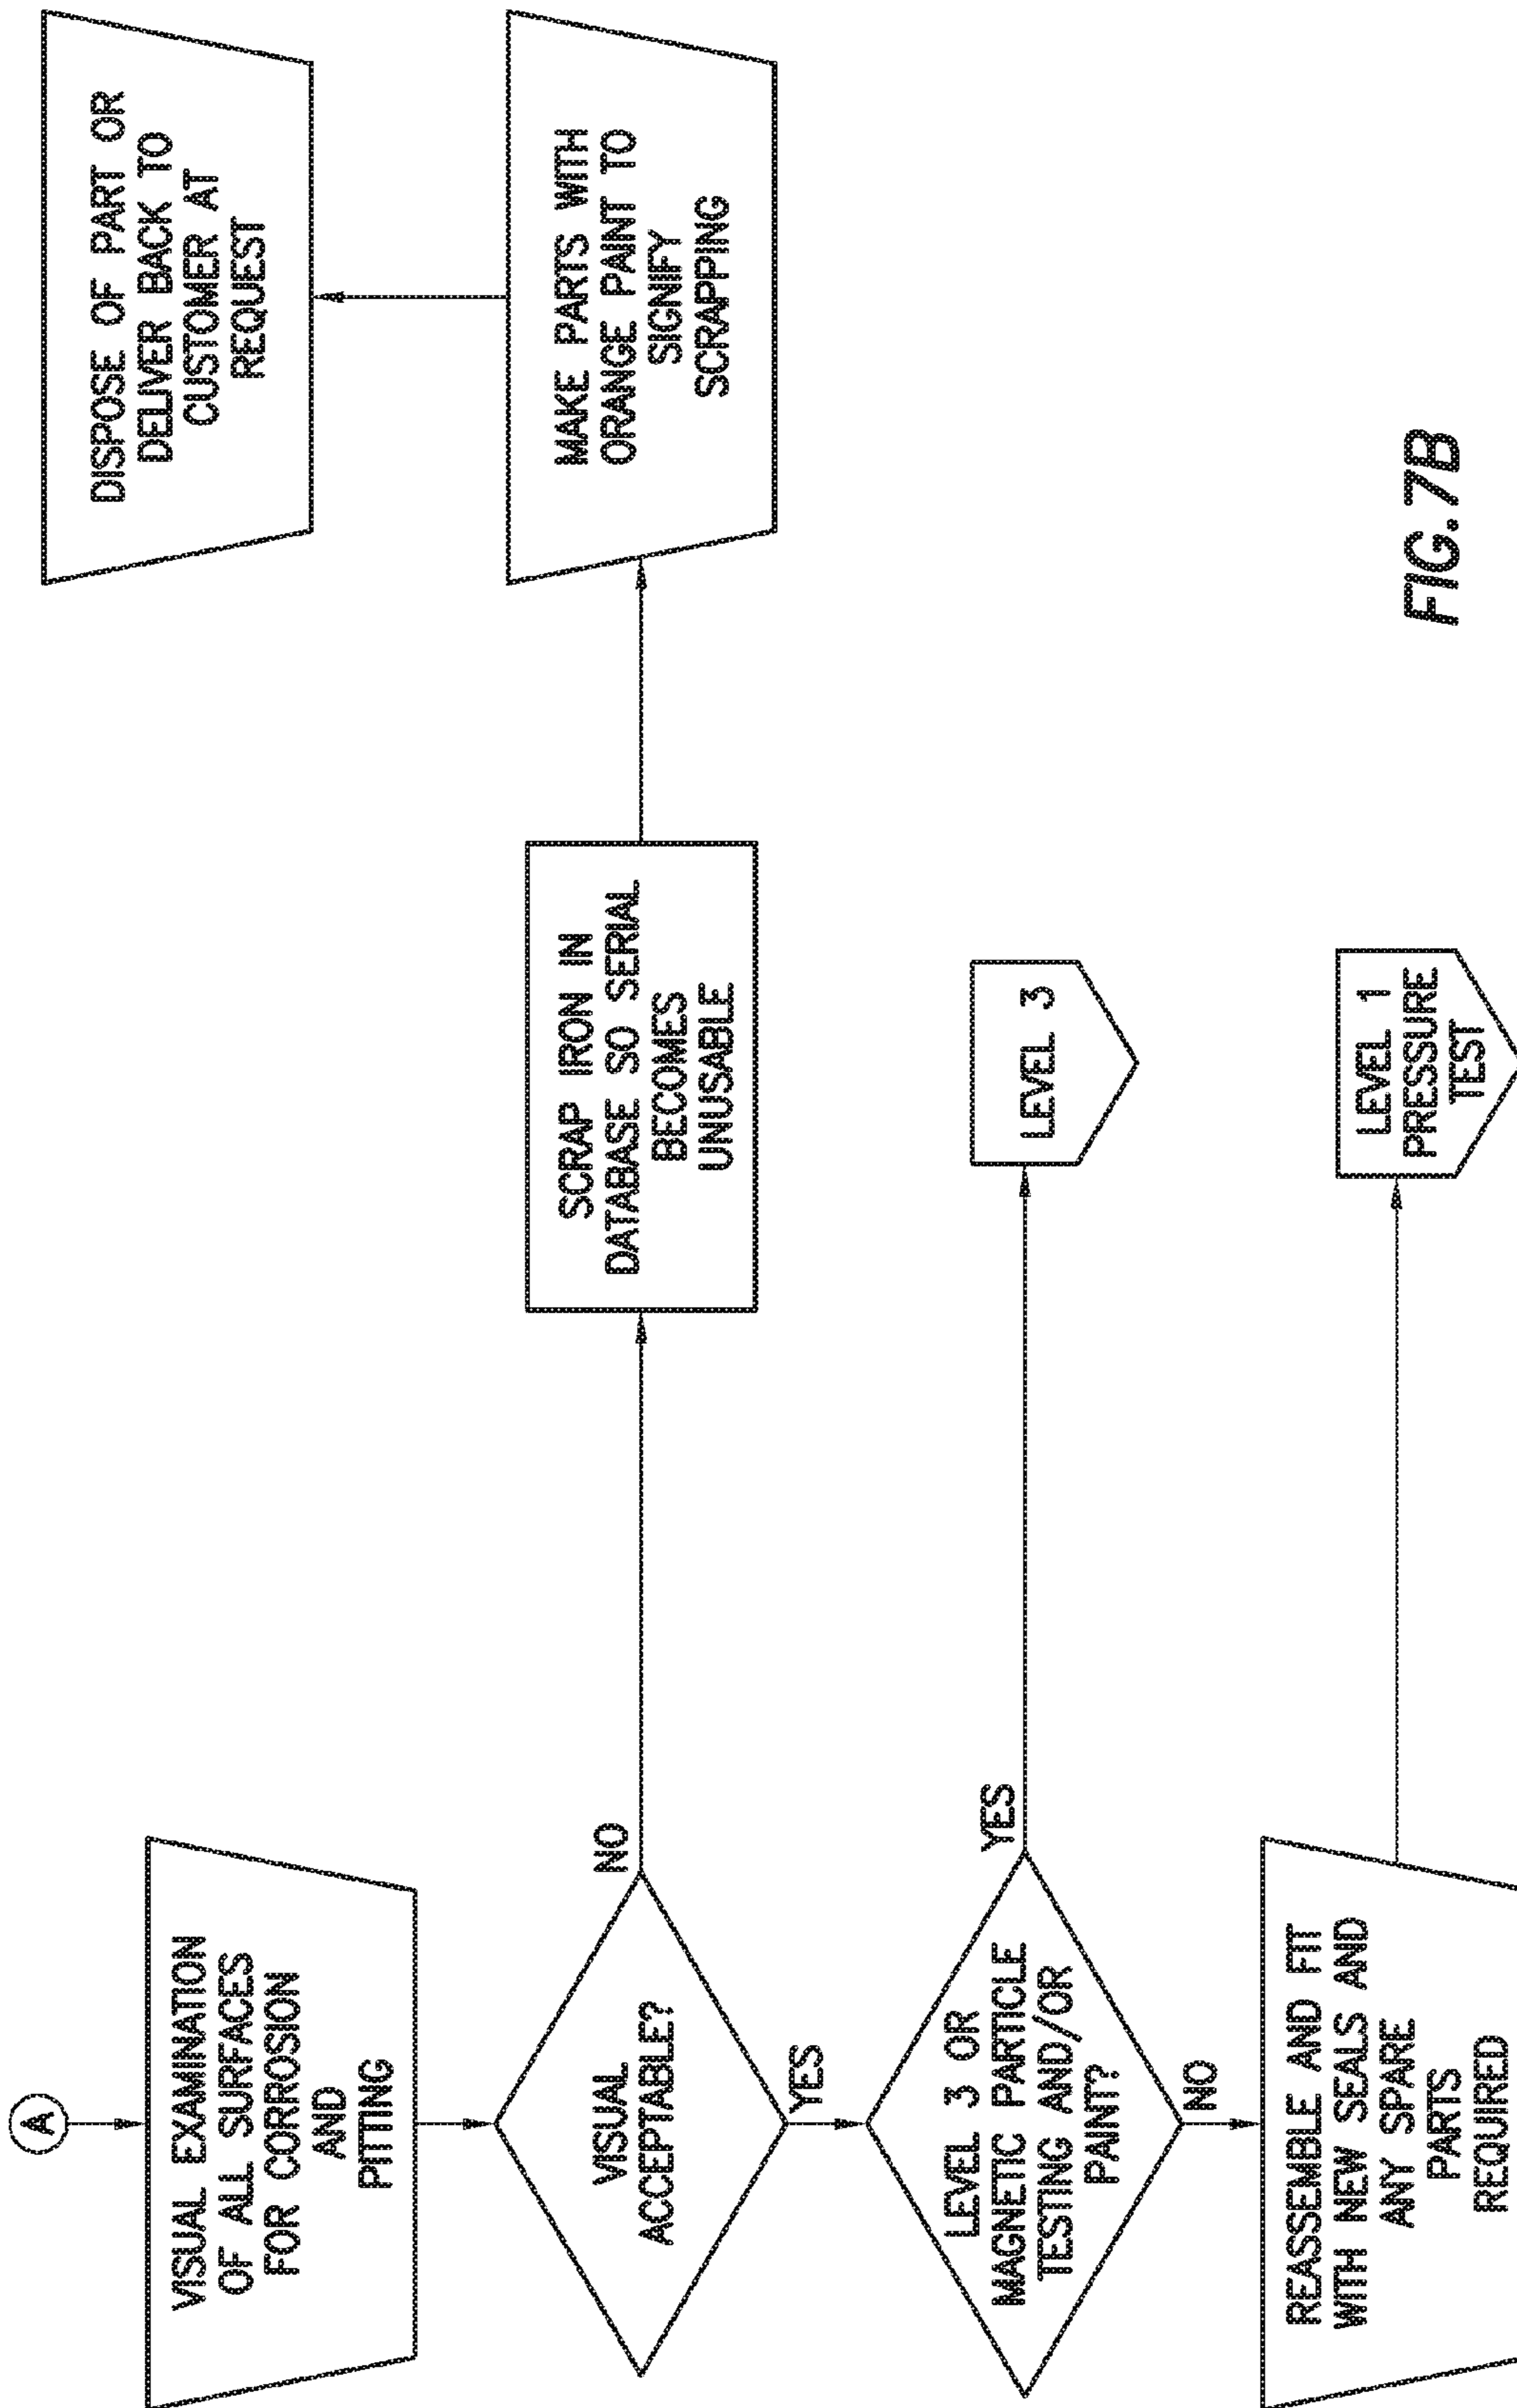 A
VISUAL EXAMINATION
OF ALL SURFACES
FOR CORROSION
AND
PITTING
VISUAL
ACCEPTABLE?
NO
YES
SCRAP IRON IN
DATABASE SO SERIAL
BECOMES
UNUSABLE
MAKE PARTS WITH
ORANGE PAINT TO
SIGNIFY
SCRAPPING
DISPOSE OF PART OR
DELIVER BACK TO
CUSTOMER AT
REQUEST
LEVEL 3 OR
MAGNETIC PARTICLE
TESTING AND/OR
PAINT?
YES
NO
LEVEL 3
REASSEMBLE AND FIT
WITH NEW SEALS AND
ANY SPARE
PARTS
REQUIRED
LEVEL 1
PRESSURE
TEST
FIG. 7B